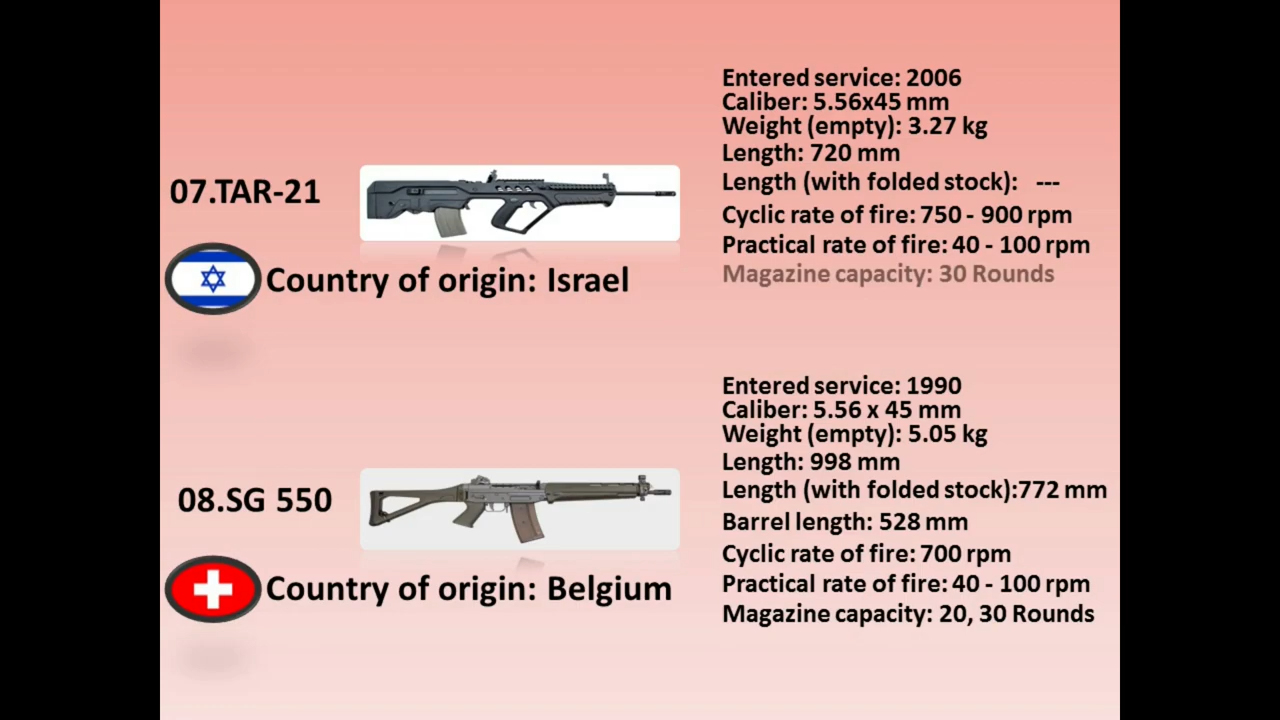 07.TAR-21
Country of origin: Israel
Entered service: 2006
Caliber: 5.56x45 mm
Weight (empty): 3.27 kg
Length: 720 mm
Length (with folded stock): ---
Cyclic rate of fire: 750 - 900 rpm
Practical rate of fire: 40 - 100 rpm
Magazine capacity: 30 Rounds
08.SG 550
Country of origin: Belgium
Entered service: 1990
Caliber: 5.56 x 45 mm
Weight (empty): 5.05 kg
Length: 998 mm
Length (with folded stock):772 mm
Barrel length: 528 mm
Cyclic rate of fire: 700 rpm
Practical rate of fire: 40 - 100 rpm
Magazine capacity: 20, 30 Rounds